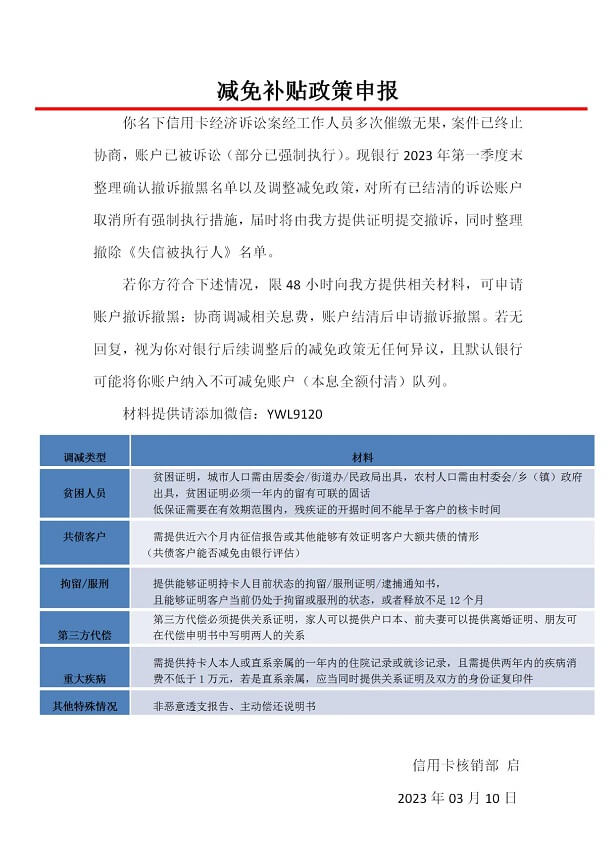 减免补贴政策申报
你名下信用卡经济诉讼案经工作人员多次催缴无果，案件已终止
协商，账户已被诉讼（部分已强制执行）。现银行 2023 年第一季度末
整理确认撤诉撤黑名单以及调整减免政策，对所有已结清的诉讼账户
取消所有强制执行措施，届时将由我方提供证明提交撤诉，同时整理
撤除《失信被执行人》名单。
若你方符合下述情况，限 48 小时向我方提供相关材料，可申请
账户撤诉撤黑；协商调减相关息费，账户结清后申请撤诉撤黑。若无
回复，视为你对银行后续调整后的减免政策无任何异议，且默认银行
可能将你账户纳入不可减免账户（本息全额付清）队列。
材料提供请添加微信：YWL9120
调减类型 材料
贫困人员
贫困证明，城市人口需由居委会/街道办/民政局出具，农村人口需由村委会/乡（镇）政府
出具，贫困证明必须一年内的留有可联的固话
低保证需要在有效期范围内，残疾证的开据时间不能早于客户的核卡时间
共债客户
需提供近六个月内征信报告或其他能够有效证明客户大额共债的情形
（共债客户能否减免由银行评估）
拘留/服刑
提供能够证明持卡人目前状态的拘留/服刑证明/逮捕通知书，
且能够证明客户当前仍处于拘留或服刑的状态，或者释放不足 12 个月
第三方代偿
第三方代偿必须提供关系证明，家人可以提供户口本、前夫妻可以提供离婚证明、朋友可
在代偿申明书中写明两人的关系
重大疾病
需提供持卡人本人或直系亲属的一年内的住院记录或就诊记录，且需提供两年内的疾病消
费不低于 1 万元，若是直系亲属，应当同时提供关系证明及双方的身份证复印件
其他特殊情况 非恶意透支报告、主动偿还说明书
信用卡核销部 启
2023 年 03 月 10 日